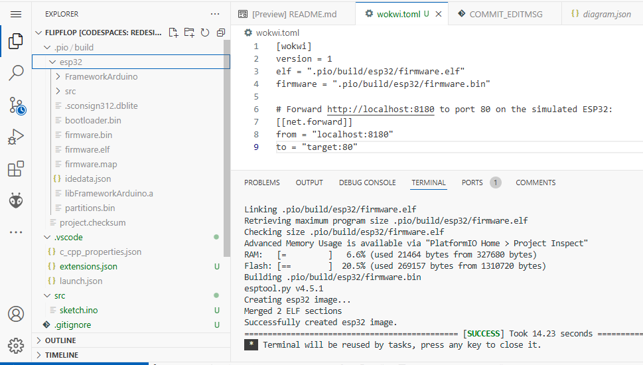 EXPLORER
FLIPFLOP [CODESPACES: REDESI...
.pio / build
esp32
FrameworkArduino
src
.sconsign312.dblite
bootloader.bin
firmware.bin
firmware.elf
firmware.map
{} idedata.json
libFrameworkArduino.a
partitions.bin
project.checksum
.vscode
{} c_cpp_properties.json
{} extensions.json U
{} launch.json
src
sketch.ino U
.gitignore U
OUTLINE
TIMELINE
[Preview] README.md
wokwi.toml U
COMMIT_EDITMSG
{} diagram.json
wokwi.toml
1 [wokwi]
2 version = 1
3 elf = ".pio/build/esp32/firmware.elf"
4 firmware = ".pio/build/esp32/firmware.bin"
5
6 # Forward http://localhost:8180 to port 80 on the simulated ESP32:
7 [[net.forward]]
8 from = "localhost:8180"
9 to = "target:80"
PROBLEMS OUTPUT DEBUG CONSOLE TERMINAL PORTS 1 COMMENTS
Linking .pio/build/esp32/firmware.elf
Retrieving maximum program size .pio/build/esp32/firmware.elf
Checking size .pio/build/esp32/firmware.elf
Advanced Memory Usage is available via "PlatformIO Home > Project Inspect"
RAM: [= ] 6.6% (used 21464 bytes from 327680 bytes)
Flash: [== ] 20.5% (used 269157 bytes from 1310720 bytes)
Building .pio/build/esp32/firmware.bin
esptool.py v4.5.1
Creating esp32 image...
Merged 2 ELF sections
Successfully created esp32 image.
============================================ [SUCCESS] Took 14.23 seconds ==========
* Terminal will be reused by tasks, press any key to close it.